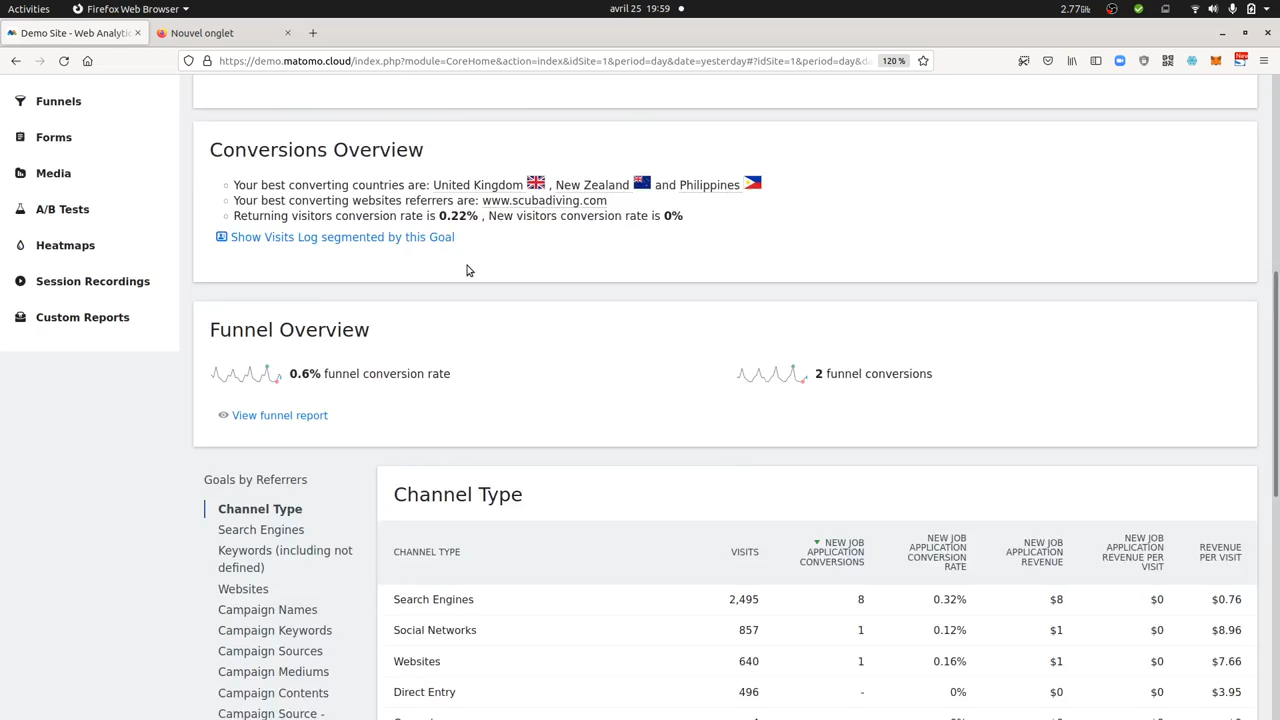 Activities
Firefox Web Browser
avril 25 19:59
2.77GHz
Demo Site - Web Analytic
Nouvel onglet
https://demo.matomo.cloud/index.php?module=CoreHome&action=index&idSite=1&period=day&date=yesterday#?idSite=1&period=day&da
120 %
New
Funnels
Forms
Media
A/B Tests
Heatmaps
Session Recordings
Custom Reports
Conversions Overview
Your best converting countries are: United Kingdom , New Zealand and Philippines
Your best converting websites referrers are: www.scubadiving.com
Returning visitors conversion rate is 0.22% , New visitors conversion rate is 0%
Show Visits Log segmented by this Goal
Funnel Overview
0.6% funnel conversion rate
2 funnel conversions
View funnel report
Goals by Referrers
Channel Type
Search Engines
Keywords (including not
defined)
Websites
Campaign Names
Campaign Keywords
Campaign Sources
Campaign Mediums
Campaign Contents
Campaign Source -
Channel Type
CHANNEL TYPE
VISITS
NEW JOB
APPLICATION
CONVERSIONS
NEW JOB
APPLICATION
CONVERSION
RATE
NEW JOB
APPLICATION
REVENUE
NEW JOB
APPLICATION
REVENUE PER
VISIT
REVENUE
PER VISIT
Search Engines 2,495 8 0.32% $8 $0 $0.76
Social Networks 857 1 0.12% $1 $0 $8.96
Websites 640 1 0.16% $1 $0 $7.66
Direct Entry 496 - 0% $0 $0 $3.95